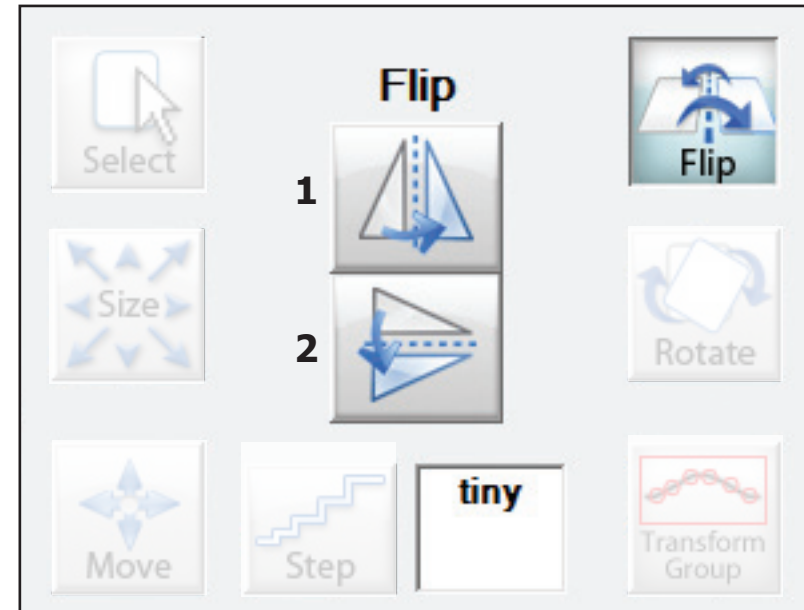 Select
Flip
Flip
1
Size
2
Rotate
Move
Step
tiny
Transform
Group